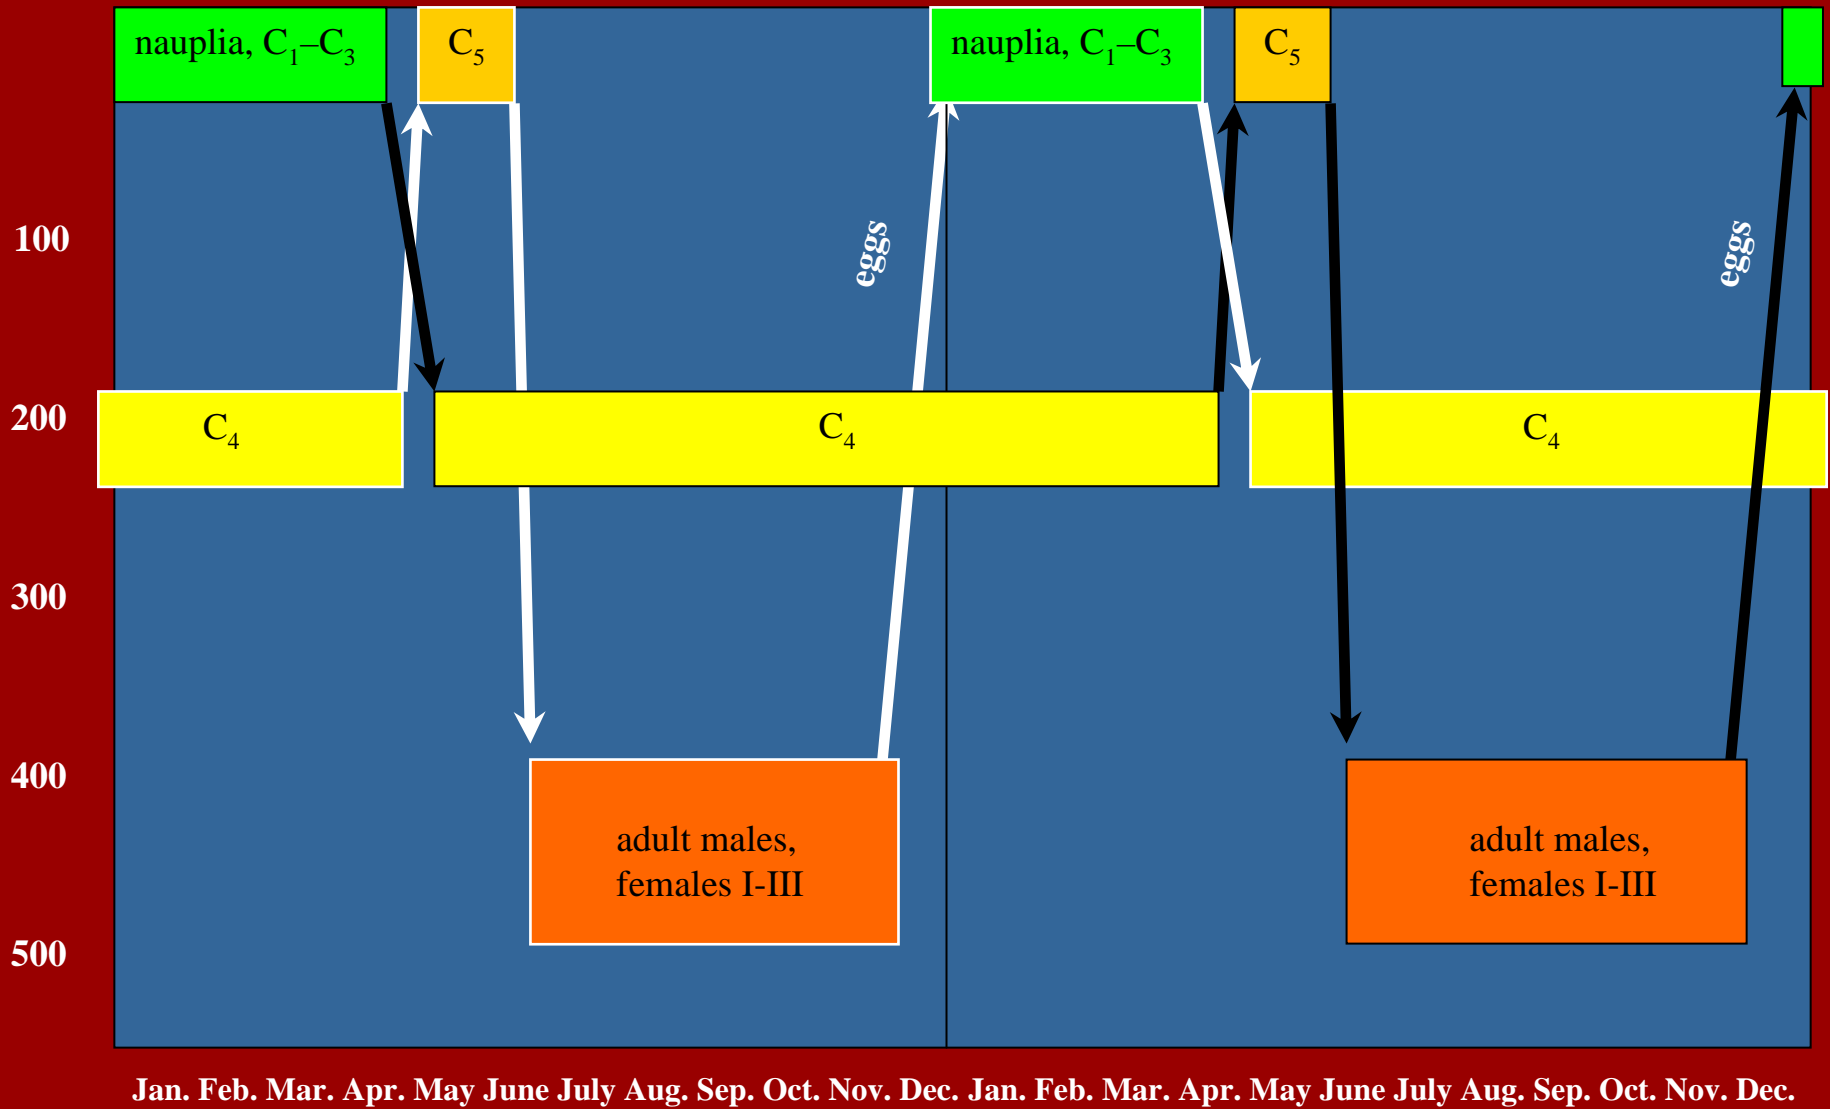 nauplia, C₁–C₃
C₅
nauplia, C₁–C₃
C₅
100
eggs
eggs
200
C₄
C₄
C₄
300
400
adult males,
females I-III
adult males,
females I-III
500
Jan. Feb. Mar. Apr. May June July Aug. Sep. Oct. Nov. Dec. Jan. Feb. Mar. Apr. May June July Aug. Sep. Oct. Nov. Dec.